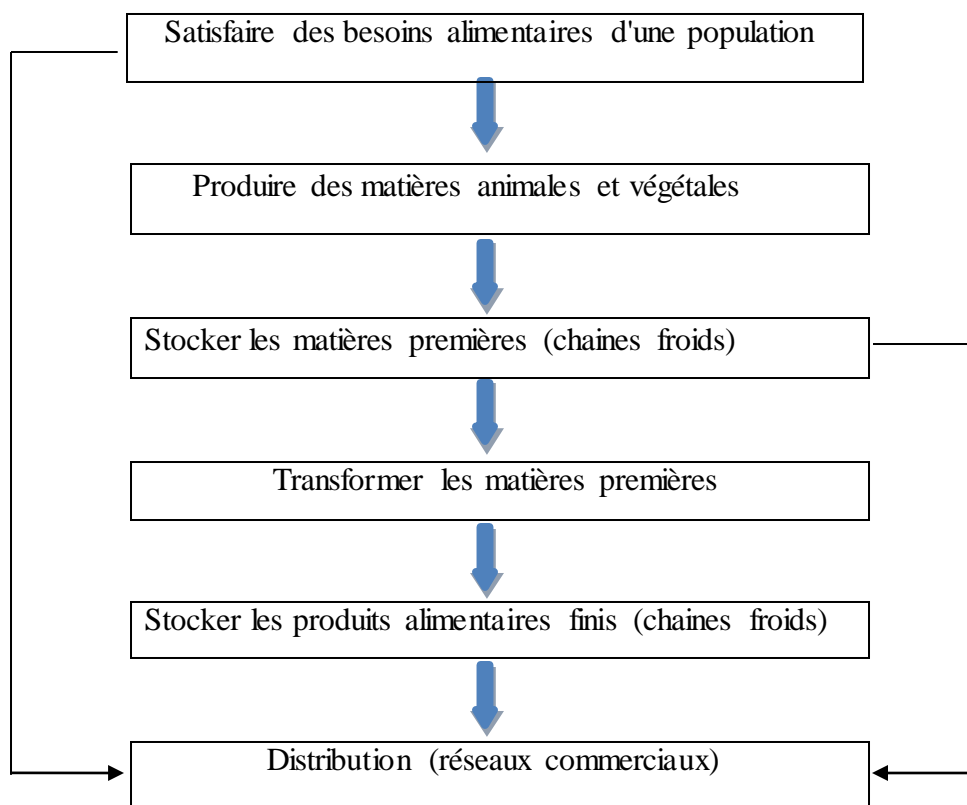 Satisfaire des besoins alimentaires d'une population
Produire des matières animales et végétales
Stocker les matières premières (chaines froids)
Transformer les matières premières
Stocker les produits alimentaires finis (chaines froids)
Distribution (réseaux commerciaux)